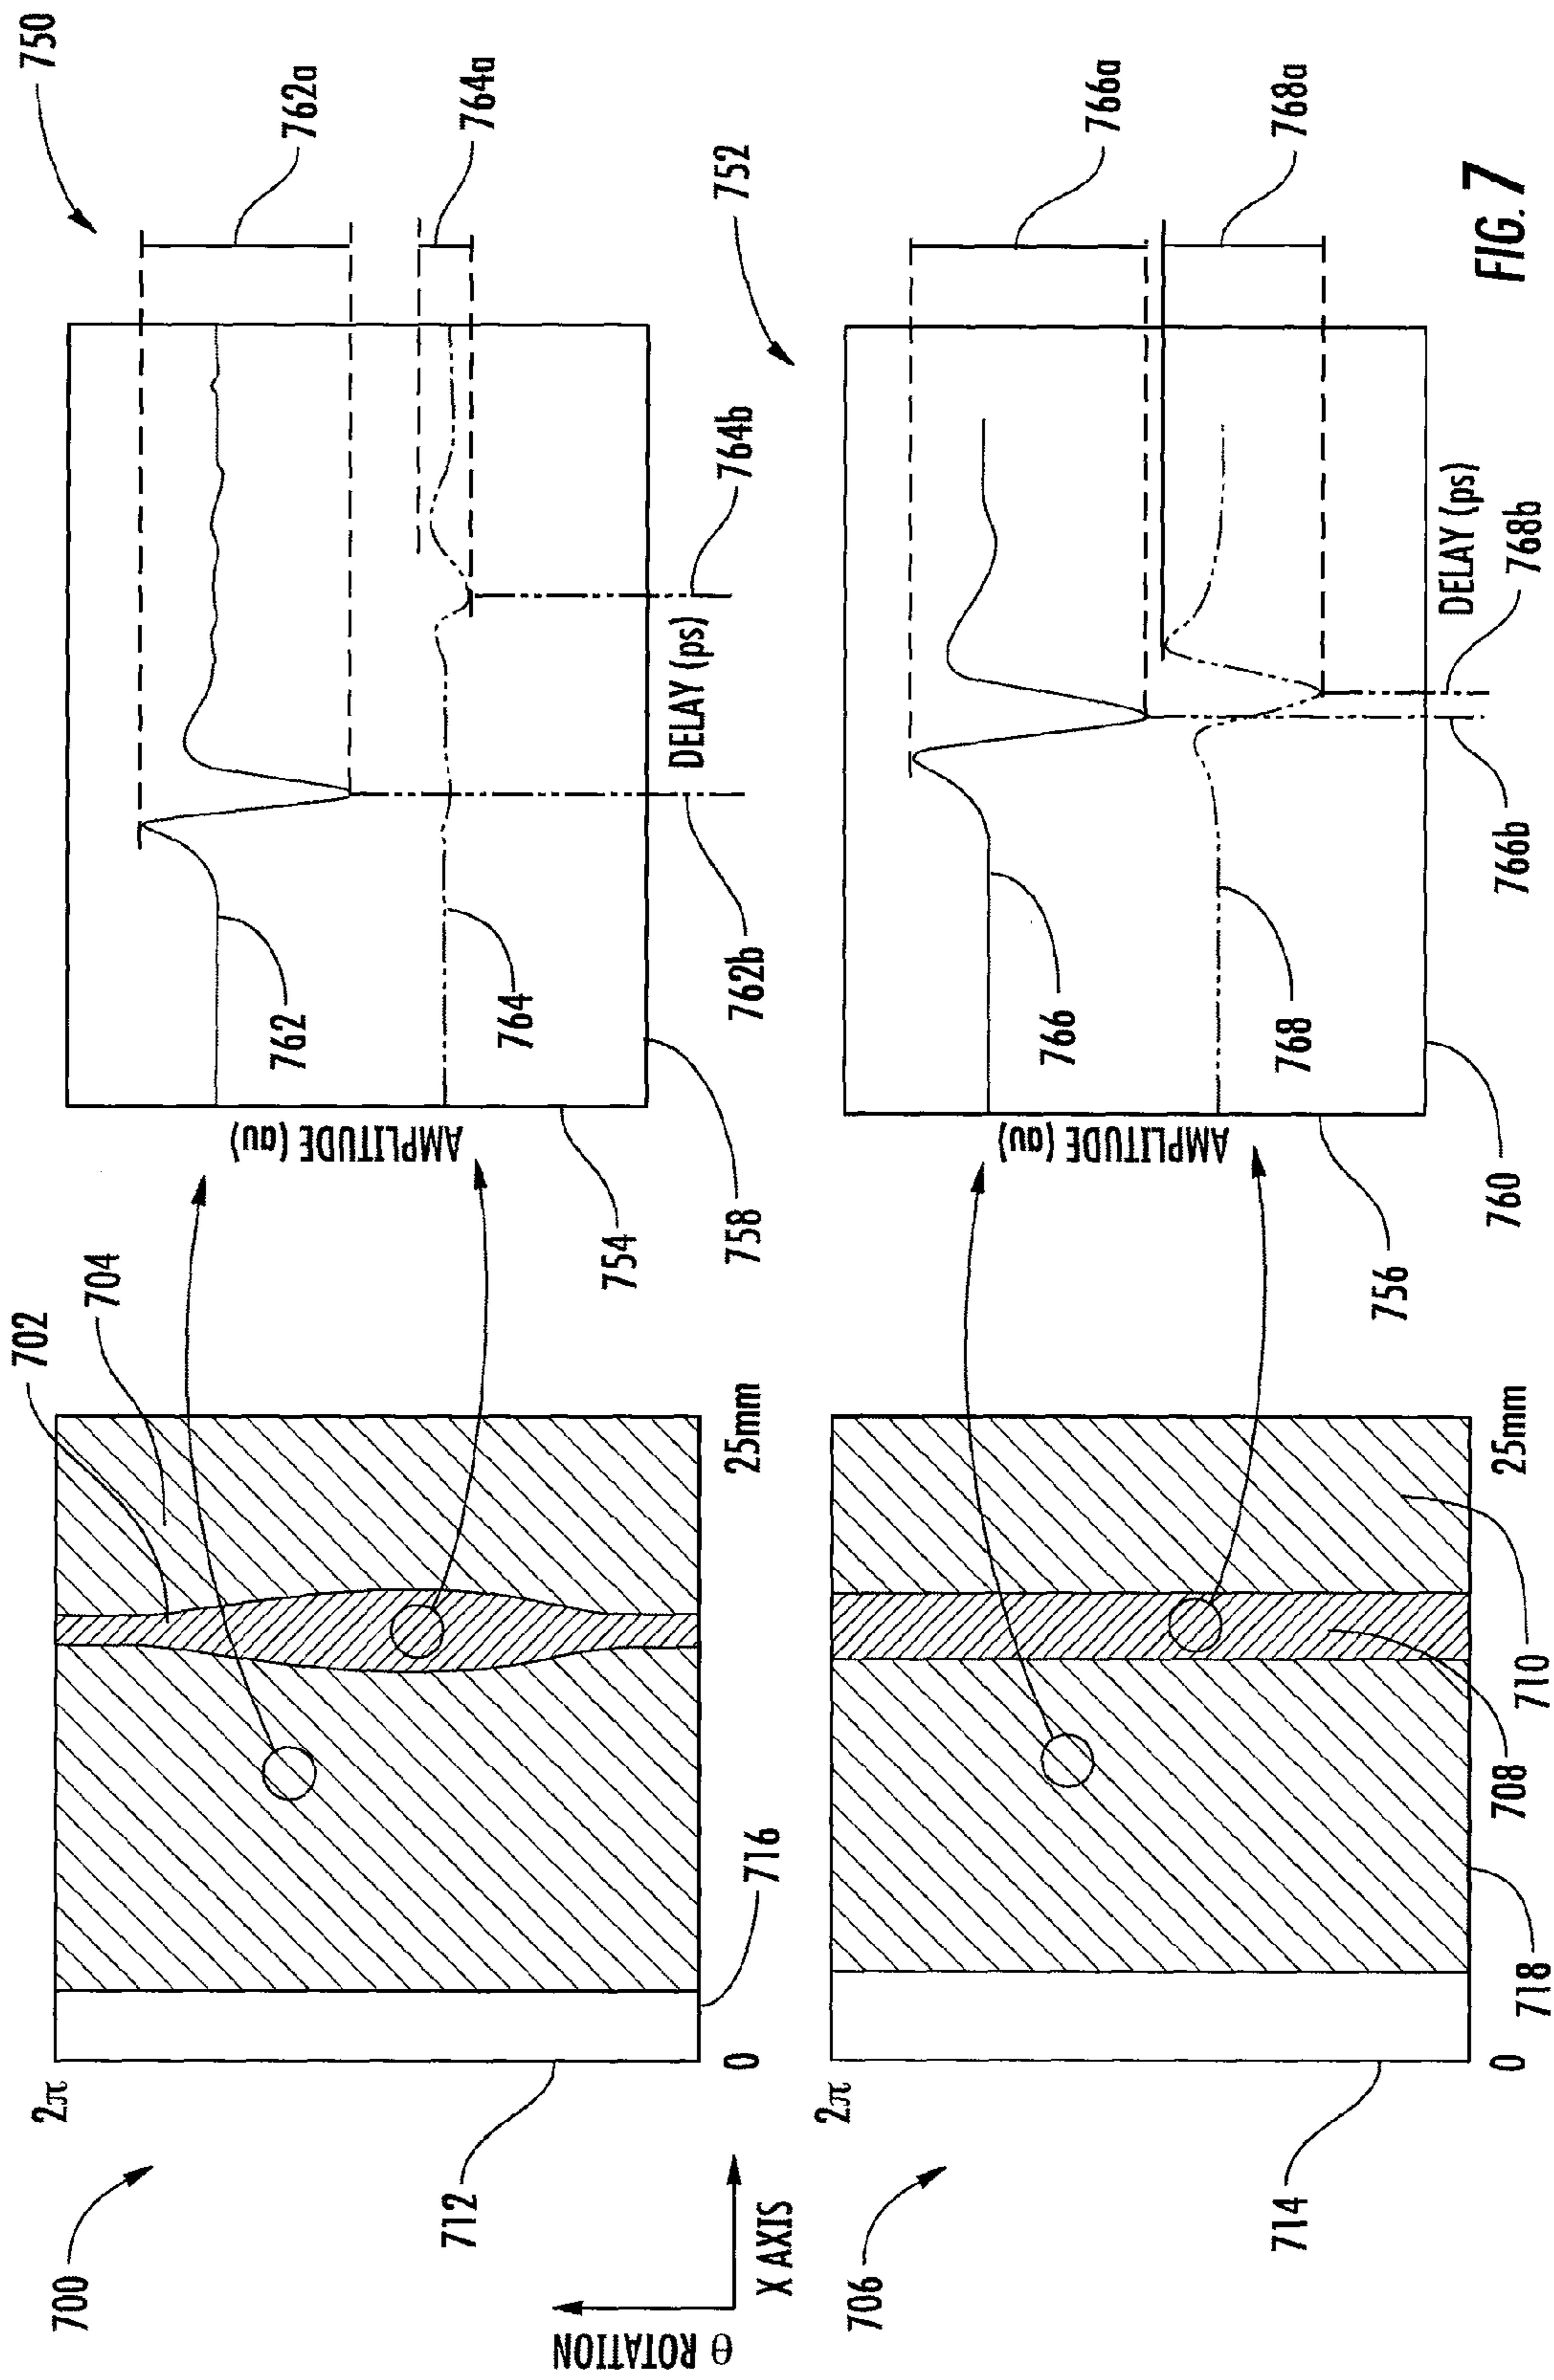 700
2π
702
704
712
0
716
25mm
θ ROTATION
X AXIS
750
AMPLITUDE (au)
762
762a
764
764a
754
758
762b
DELAY (ps)
764b
706
2π
714
0
718
708
710
25mm
752
AMPLITUDE (au)
766
766a
768
768a
756
760
766b
DELAY (ps)
768b
FIG. 7